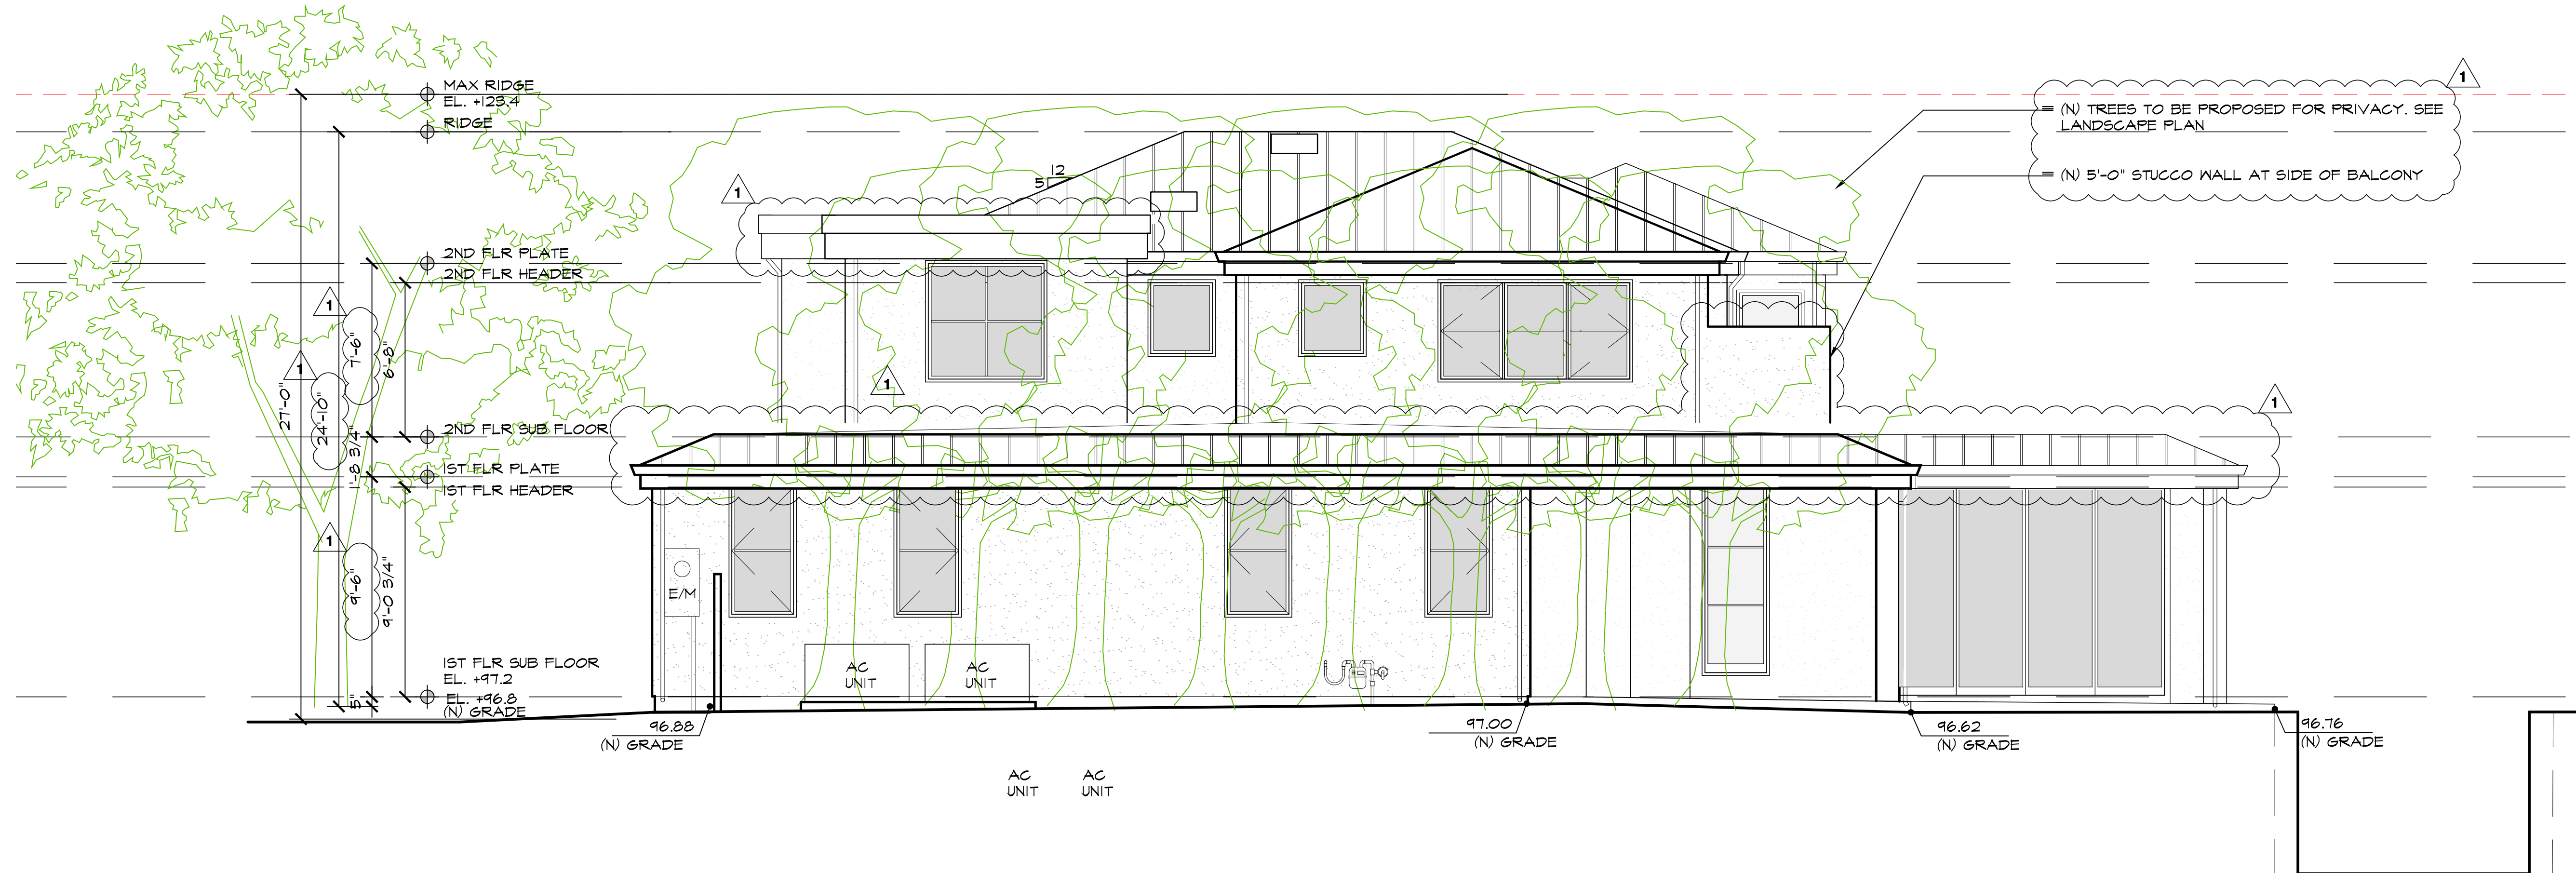 MAX RIDGE
EL. +123.4
RIDGE
1
(N) TREES TO BE PROPOSED FOR PRIVACY. SEE
LANDSCAPE PLAN
(N) 5'-0" STUCCO WALL AT SIDE OF BALCONY
12
5
1
2ND FLR PLATE
2ND FLR HEADER
1
7'-6"
6'-8"
1
27'-0"
24'-10"
1'-8 3/4"
1
1
2ND FLR SUB FLOOR
1ST FLR PLATE
1ST FLR HEADER
1
9'-6"
9'-0 3/4"
E/M
AC
UNIT
AC
UNIT
1ST FLR SUB FLOOR
EL. +97.2
EL. +96.8
(N) GRADE
5"
96.88
(N) GRADE
97.00
(N) GRADE
96.62
(N) GRADE
96.76
(N) GRADE
AC
UNIT
AC
UNIT